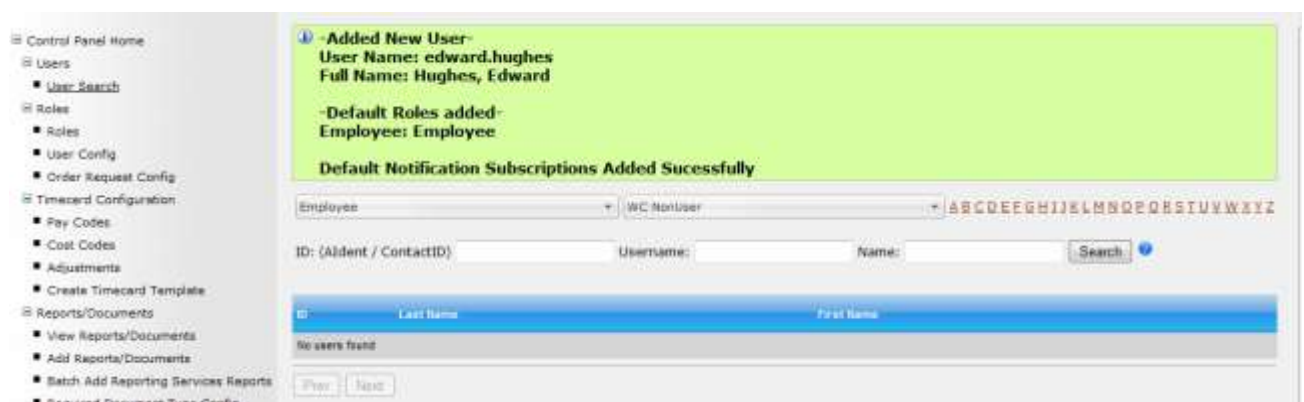 Control Panel Home
Users
User Search
Roles
Roles
User Config
Order Request Config
Timecard Configuration
Pay Codes
Cost Codes
Adjustments
Create Timecard Template
Reports/Documents
View Reports/Documents
Add Reports/Documents
Batch Add Reporting Services Reports
Required Document Type Config
-Added New User-
User Name: edward.hughes
Full Name: Hughes, Edward
-Default Roles added-
Employee: Employee
Default Notification Subscriptions Added Sucessfully
Employee WC NonUser A B C D E F G H I J K L M N O P Q R S T U V W X Y Z
ID: (AIdent / ContactID) Username: Name: Search
ID Last Name First Name
No users found
Prev Next